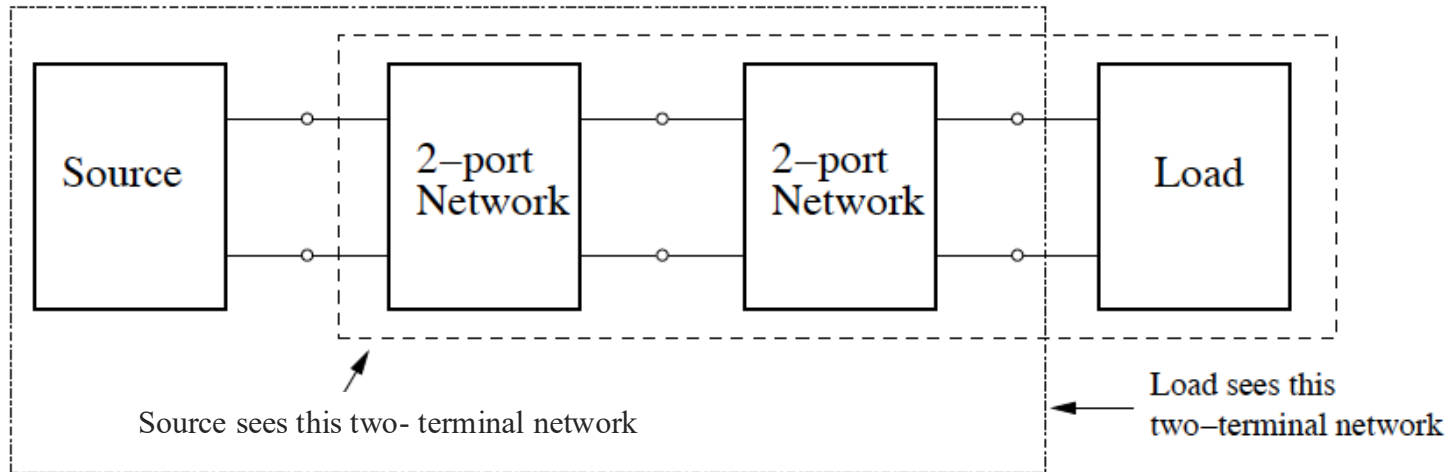 Source
2–port
Network
2–port
Network
Load
Source sees this two- terminal network
Load sees this
two–terminal network